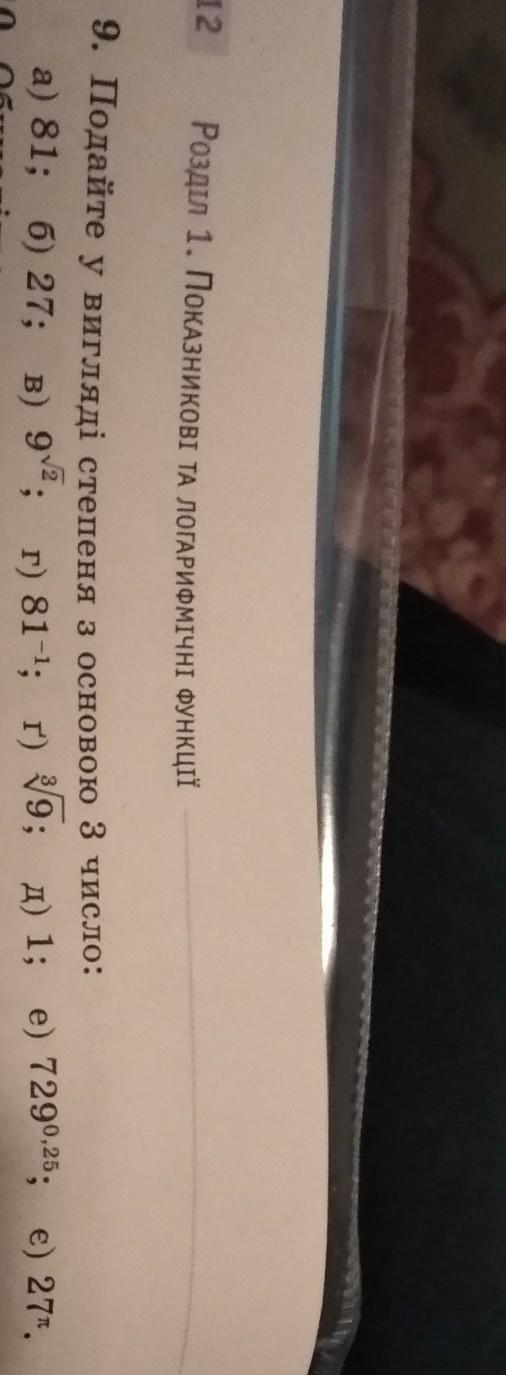 12 Розділ 1. Показникові та логарифмічні функції
9. Подайте у вигляді степеня з основою 3 число:
а) 81; б) 27; в) 9^√2; г) 81⁻¹; ґ) ∛9; д) 1; е) 729^0,25; є) 27^π.